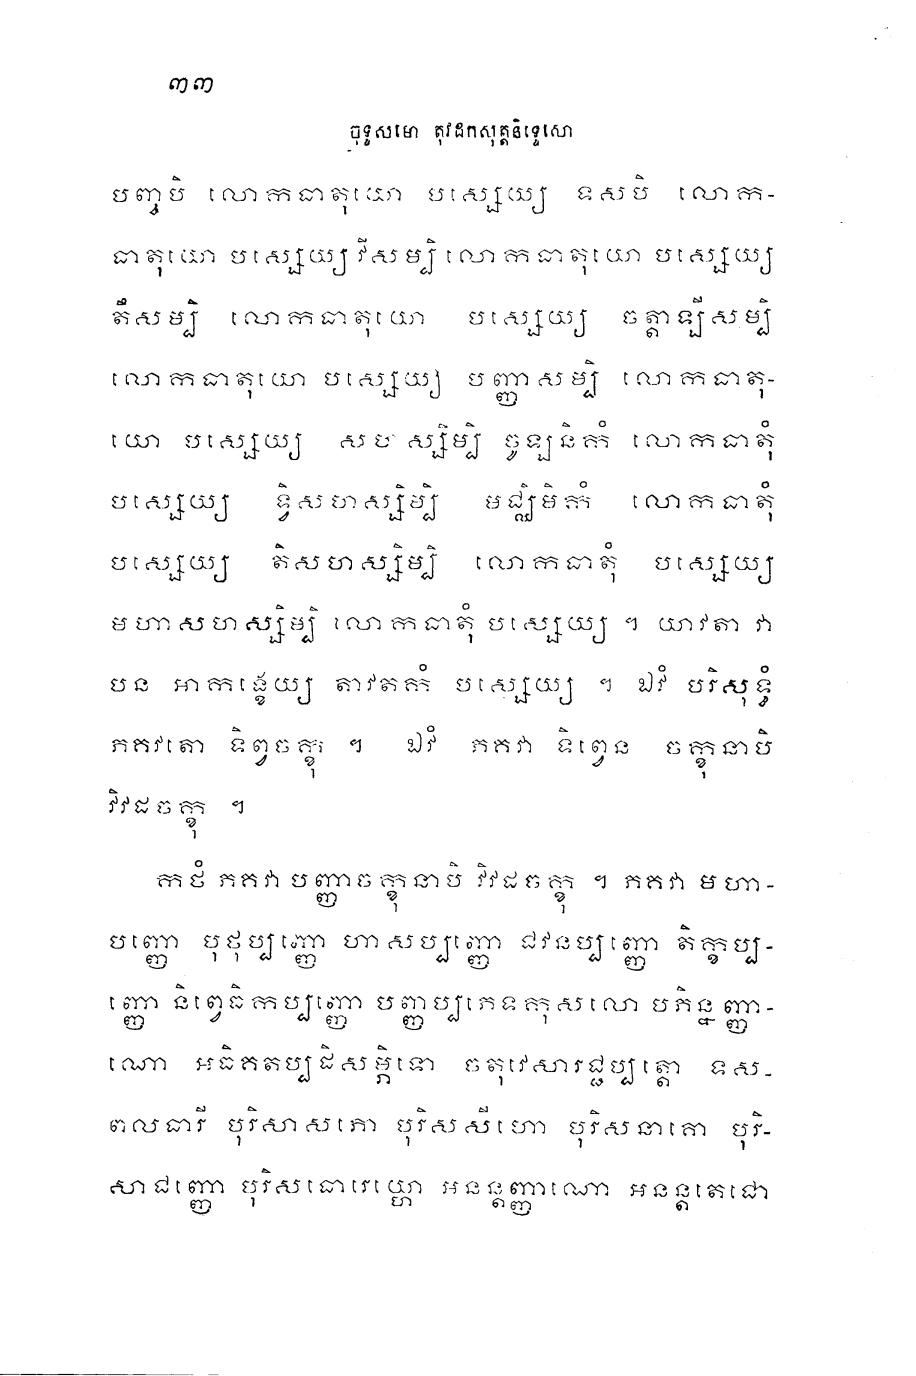 ៣៣
ចុទ្ទសមោ តុវដកសុត្តនិទ្ទេសោ
បញ្ចបិ លោកធាតុយោ បស្សេយ្យ ទសបិ លោក-
ធាតុយោ បស្សេយ្យ វីសម្បិ លោកធាតុយោ បស្សេយ្យ
តឹសម្បិ លោកធាតុយោ បស្សេយ្យ ចត្តាឡីសម្បិ
លោកធាតុយោ បស្សេយ្យ បញ្ញាសម្បិ លោកធាតុ-
យោ បស្សេយ្យ សហស្សិម្បិ ចូឡនិកំ លោកធាតុំ
បស្សេយ្យ ទ្វិសហស្សិម្បិ មជ្ឈិមិកំ លោកធាតុំ
បស្សេយ្យ តិសហស្សិម្បិ លោកធាតុំ បស្សេយ្យ
មហាសហស្សិម្បិ លោកធាតុំ បស្សេយ្យ ។ យាវតា វា
បន អាកង្ខេយ្យ តាវតកំ បស្សេយ្យ ។ ឯវំ បរិសុទ្ធំ
ភគវតោ ទិព្វចក្ខុ ។ ឯវំ ភគវា ទិព្វេន ចក្ខុនាបិ
វិវដចក្ខុ ។
កថំ ភគវា បញ្ញាចក្ខុនាបិ វិវដចក្ខុ ។ ភគវា មហា-
បញ្ញោ បុថុប្បញ្ញោ ហាសប្បញ្ញោ ជវនប្បញ្ញោ តិក្ខប្ប-
ញ្ញោ និព្វេធិកប្បញ្ញោ បញ្ញប្បភេទកុសលោ បភិន្នញ្ញា-
ណោ អធិគតប្បដិសម្ភិទោ ចតុវេសារជ្ជប្បត្តោ ទស-
ពលធារី បុរិសាសភោ បុរិសសីហោ បុរិសនាគោ បុរិ-
សាជញ្ញោ បុរិសធោរយ្ហោ អនន្តញ្ញាណោ អនន្តតេជោ